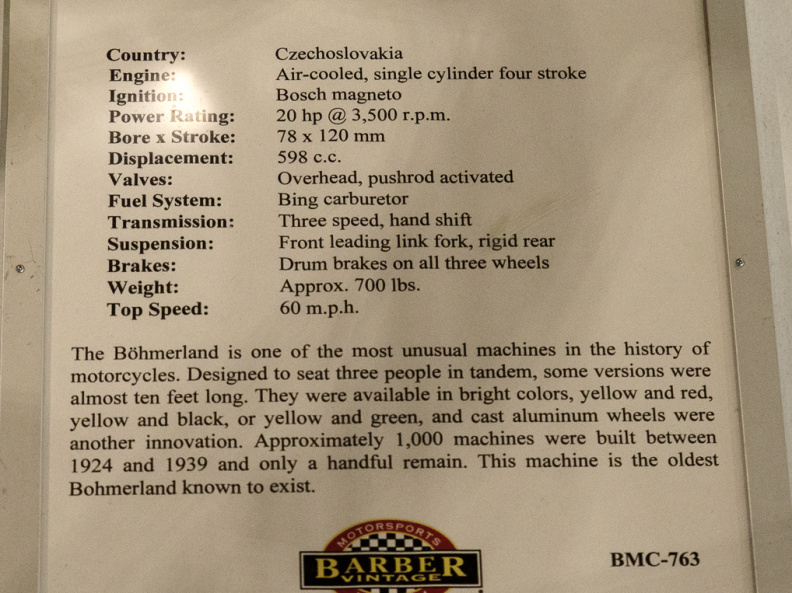 Country: Czechoslovakia
Engine: Air-cooled, single cylinder four stroke
Ignition: Bosch magneto
Power Rating: 20 hp @ 3,500 r.p.m.
Bore x Stroke: 78 x 120 mm
Displacement: 598 c.c.
Valves: Overhead, pushrod activated
Fuel System: Bing carburetor
Transmission: Three speed, hand shift
Suspension: Front leading link fork, rigid rear
Brakes: Drum brakes on all three wheels
Weight: Approx. 700 lbs.
Top Speed: 60 m.p.h.
The Böhmerland is one of the most unusual machines in the history of
motorcycles. Designed to seat three people in tandem, some versions were
almost ten feet long. They were available in bright colors, yellow and red,
yellow and black, or yellow and green, and cast aluminum wheels were
another innovation. Approximately 1,000 machines were built between
1924 and 1939 and only a handful remain. This machine is the oldest
Bohmerland known to exist.
MOTORSPORTS
BARBER
VINTAGE
BMC-763